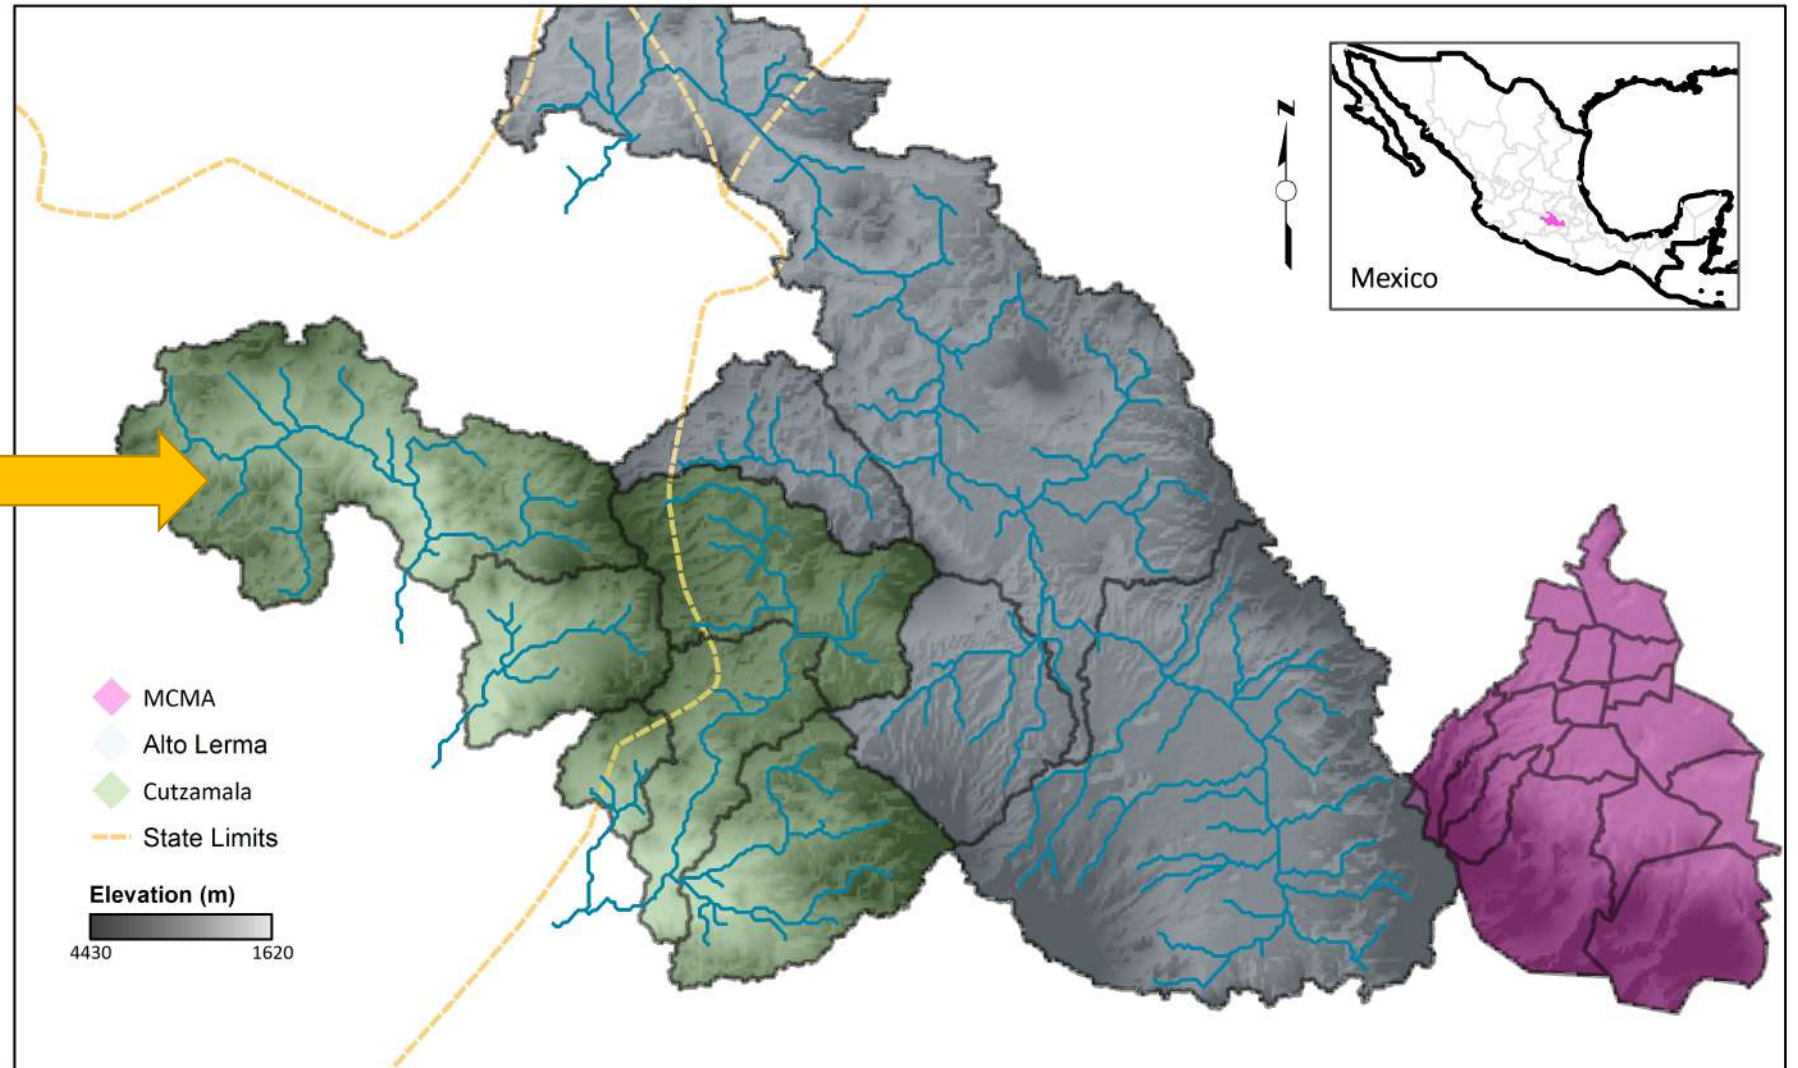 N
Mexico
MCMA
Alto Lerma
Cutzamala
State Limits
Elevation (m)
4430 1620